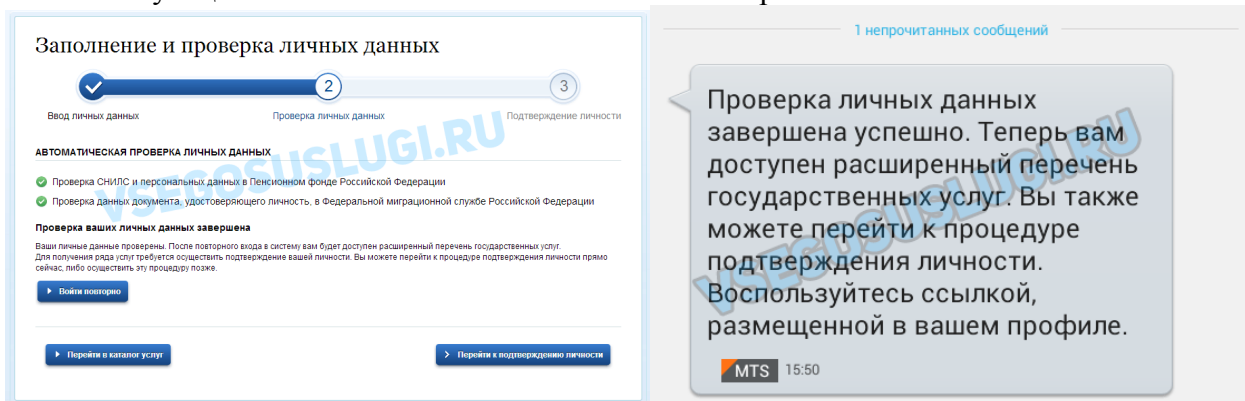 Заполнение и проверка личных данных
2
3
Ввод личных данных
Проверка личных данных
Подтверждение личности
АВТОМАТИЧЕСКАЯ ПРОВЕРКА ЛИЧНЫХ ДАННЫХ
Проверка СНИЛС и персональных данных в Пенсионном фонде Российской Федерации
Проверка данных документа, удостоверяющего личность, в Федеральной миграционной службе Российской Федерации
Проверка ваших личных данных завершена
Ваши личные данные проверены. После повторного входа в систему вам будет доступен расширенный перечень государственных услуг.
Для получения ряда услуг требуется осуществить подтверждение вашей личности. Вы можете перейти к процедуре подтверждения личности прямо
сейчас, либо осуществить эту процедуру позже.
Войти повторно
Перейти в каталог услуг
Перейти к подтверждению личности
VSEGOSUSLUGI.RU
1 непрочитанных сообщений
Проверка личных данных
завершена успешно. Теперь вам
доступен расширенный перечень
государственных услуг. Вы также
можете перейти к процедуре
подтверждения личности.
Воспользуйтесь ссылкой,
размещенной в вашем профиле.
MTS 15:50
VSEGOSUSLUGI.RU